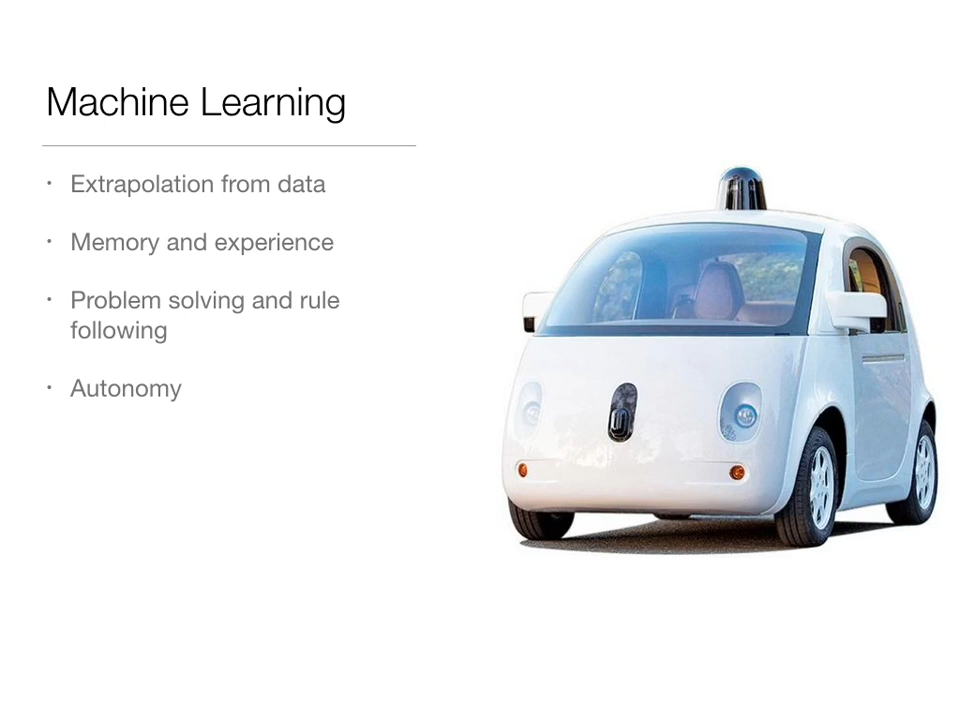 Machine Learning
• Extrapolation from data
• Memory and experience
• Problem solving and rule
following
• Autonomy